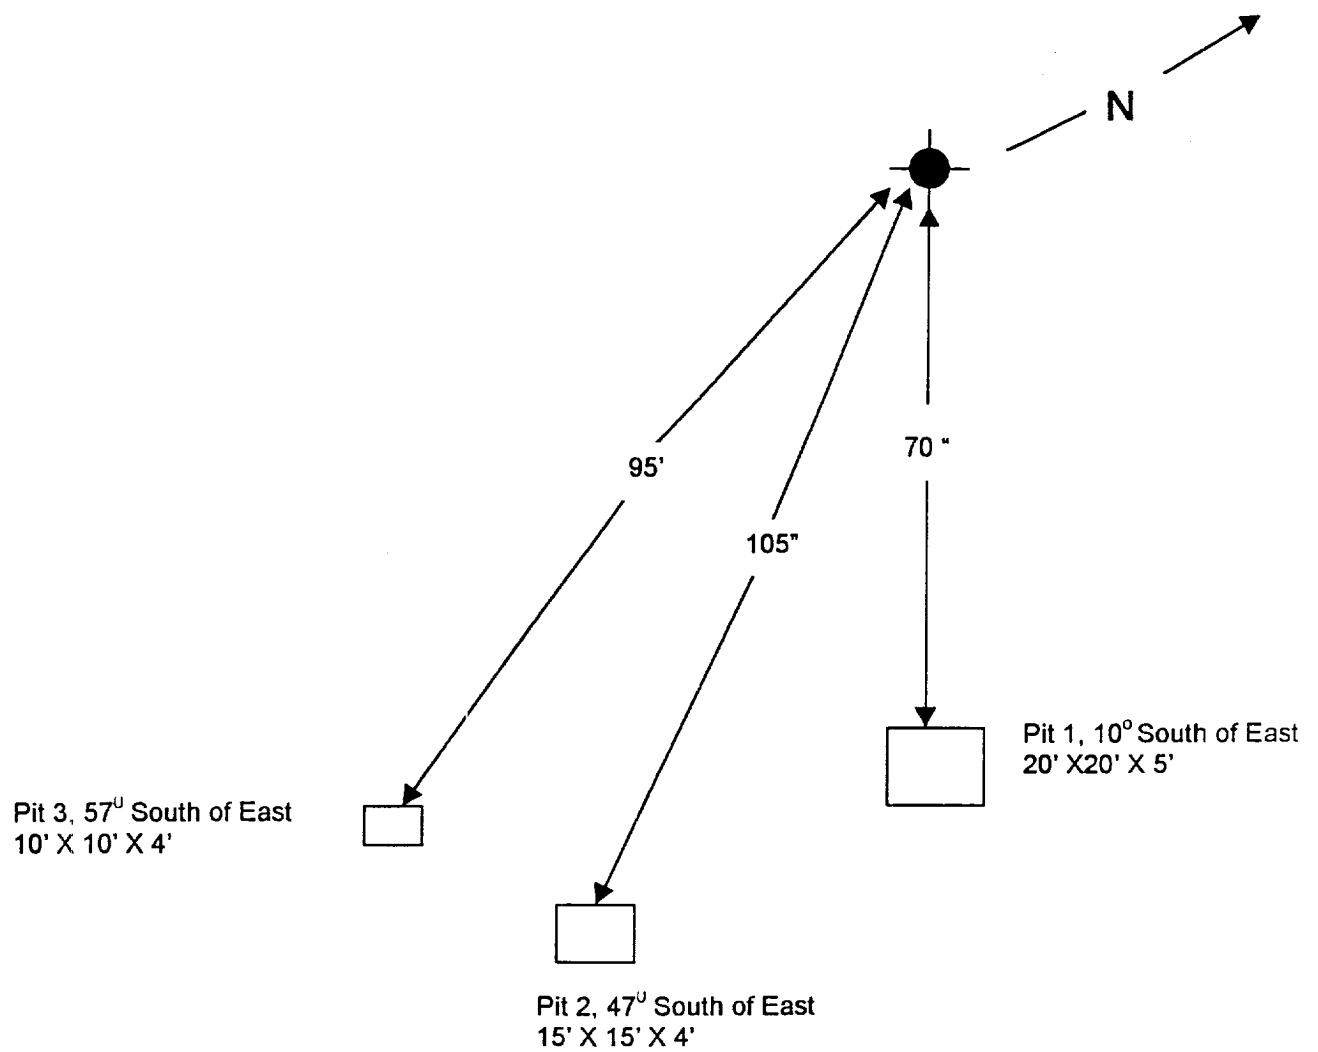 N
95'
70 "
105"
Pit 1, 10° South of East
20' X20' X 5'
Pit 3, 57° South of East
10' X 10' X 4'
Pit 2, 47° South of East
15' X 15' X 4'